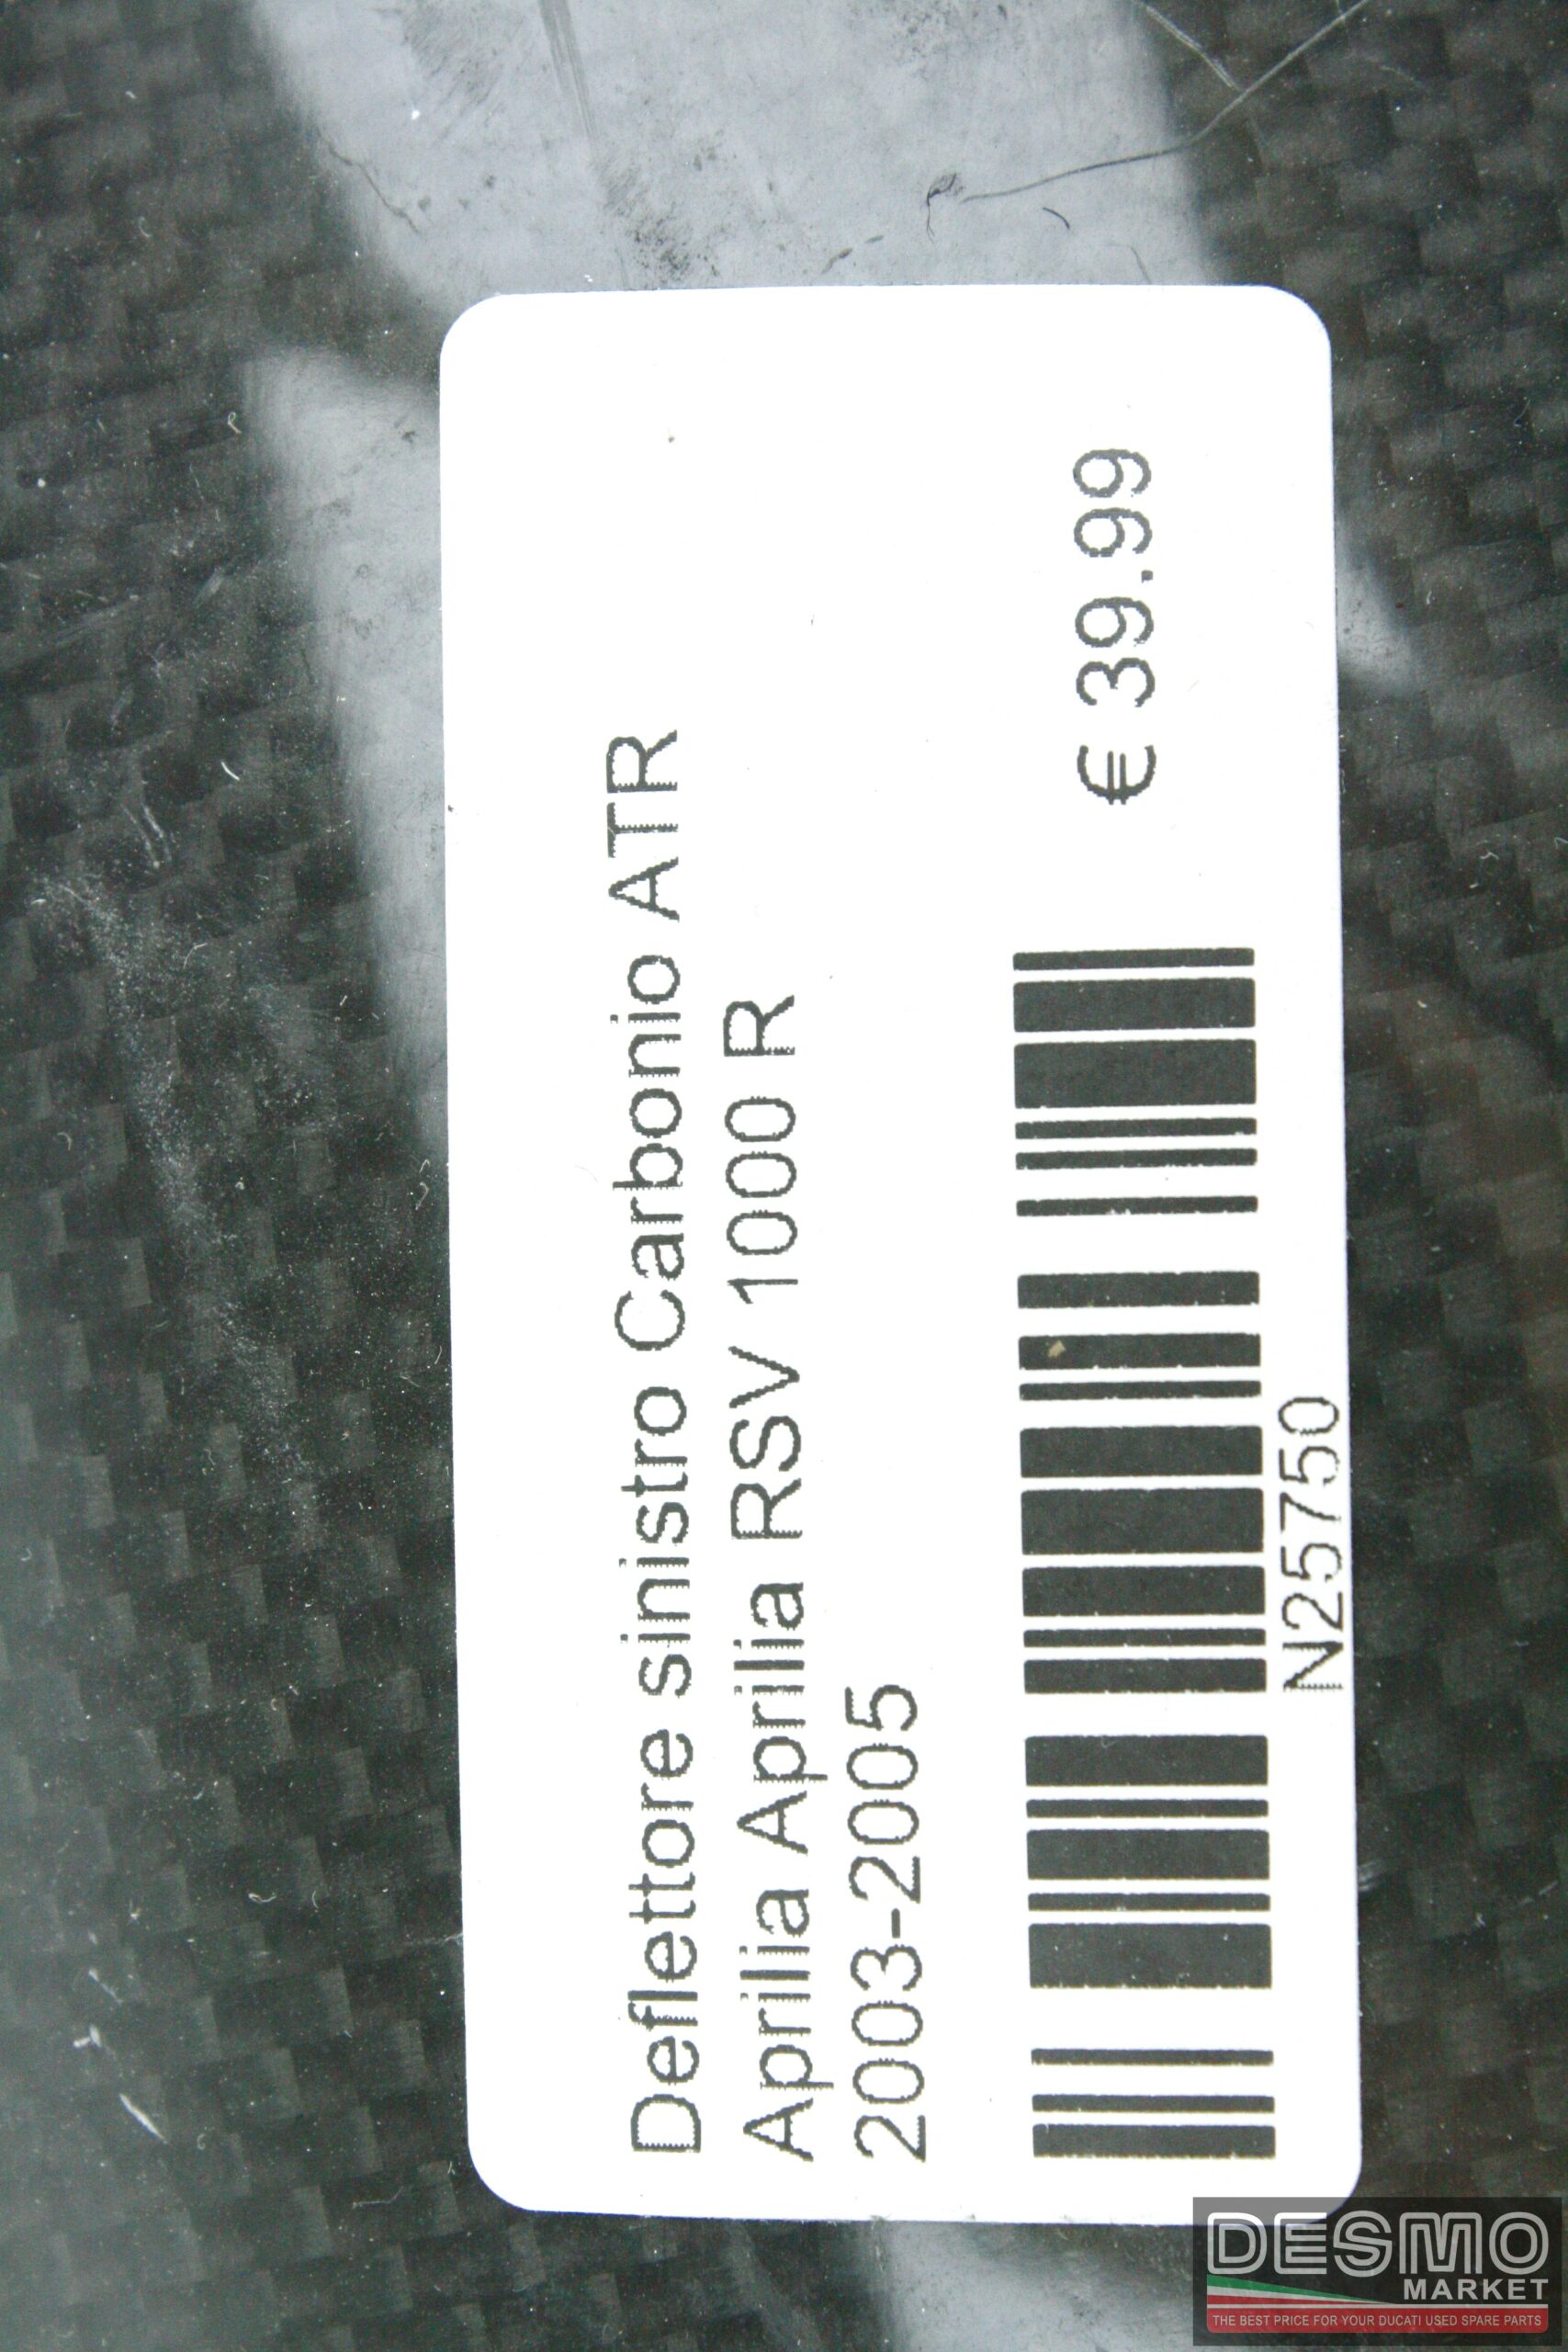 Deflettore sinistro Carbonio ATR
Aprilia Aprilia Aprilia RSV 1000 R
2003-2005
€ 39.99
N25750
DESMO
MARKET
THE BEST PRICE FOR YOUR DUCATI USED SPARE PARTS